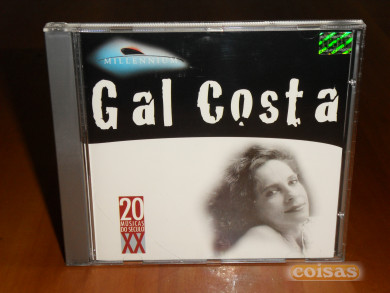 MILLENNIUM
Gal Costa
20
MÚSICAS
DO SÉCULO
XX
coisas